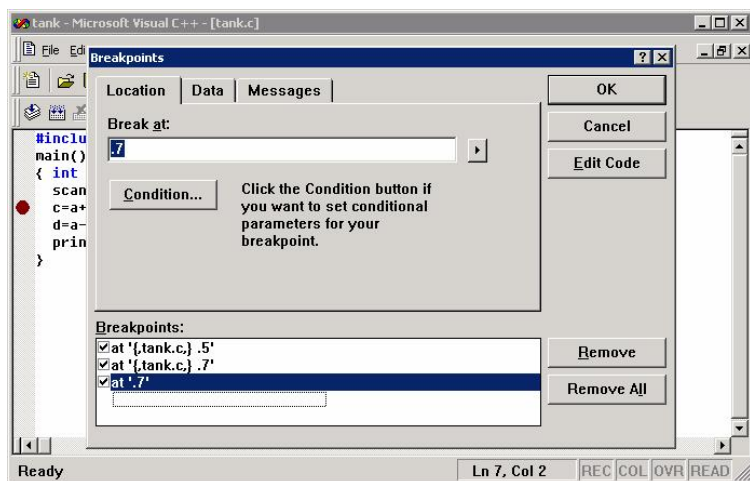 tank - Microsoft Visual C++ - [tank.c]
File Edi
Breakpoints
Location Data Messages
Break at:
.7
Condition...
Click the Condition button if
you want to set conditional
parameters for your
breakpoint.
OK
Cancel
Edit Code
#inclu
main()
{ int
scan
c=a+
d=a-
prin
}
Breakpoints:
at '{,tank.c,} .5'
at '{,tank.c,} .7'
at '.7'
Remove
Remove All
Ready
Ln 7, Col 2 REC COL OVR READ